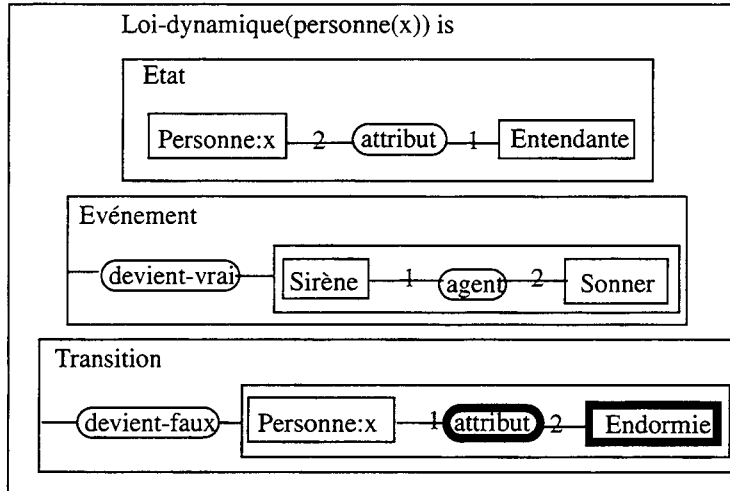 Loi-dynamique(personne(x)) is
Etat
Personne:x 2 attribut 1 Entendante
Evénement
devient-vrai Sirène 1 agent 2 Sonner
Transition
devient-faux Personne:x 1 attribut 2 Endormie